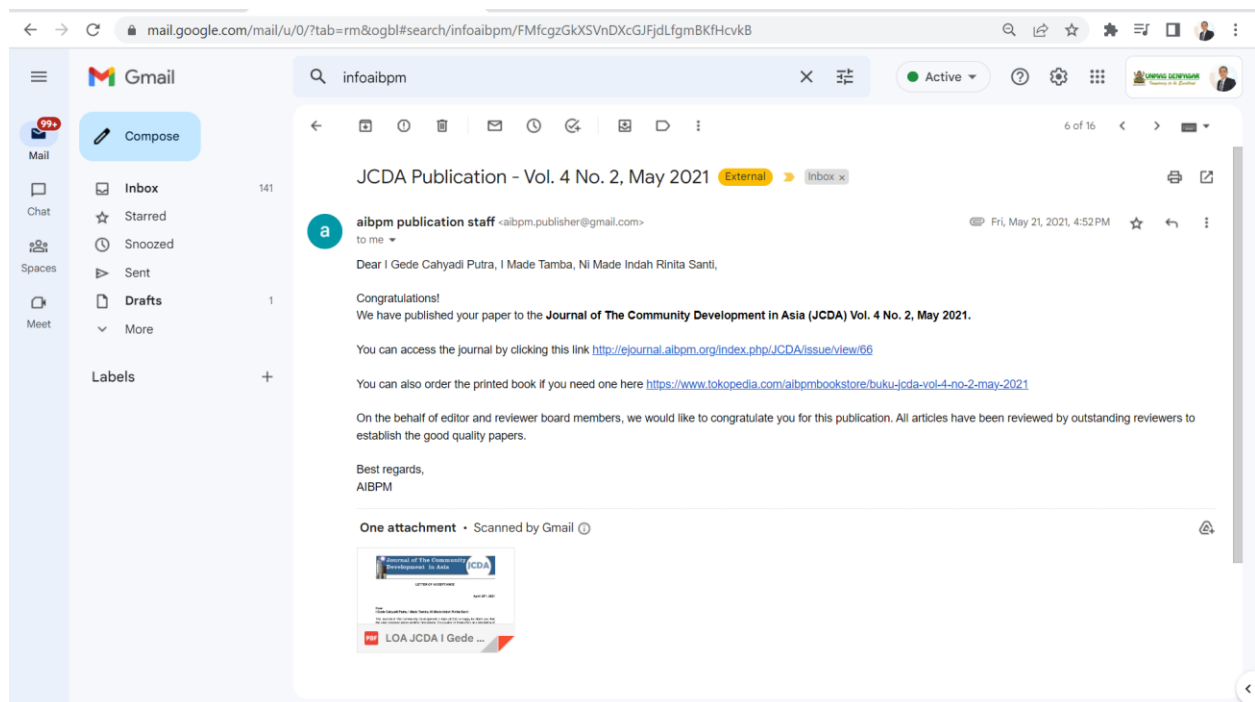 mail.google.com/mail/u/0/?tab=rm&ogbl#search/infoaibpm/FMfcgzGkXSVnDXcGJFjdLfgmBKfHcvkB
Gmail
infoaibpm
Active
UNMAS DENPASAR
99+
Mail
Chat
Spaces
Meet
Compose
Inbox 141
Starred
Snoozed
Sent
Drafts 1
More
Labels
6 of 16
JCDA Publication - Vol. 4 No. 2, May 2021 External Inbox x
a
aibpm publication staff <aibpm.publisher@gmail.com> Fri, May 21, 2021, 4:52 PM
to me
Dear I Gede Cahyadi Putra, I Made Tamba, Ni Made Indah Rinita Santi,
Congratulations!
We have published your paper to the Journal of The Community Development in Asia (JCDA) Vol. 4 No. 2, May 2021.
You can access the journal by clicking this link http://ejournal.aibpm.org/index.php/JCDA/issue/view/66
You can also order the printed book if you need one here https://www.tokopedia.com/aibpmbookstore/buku-jcda-vol-4-no-2-may-2021
On the behalf of editor and reviewer board members, we would like to congratulate you for this publication. All articles have been reviewed by outstanding reviewers to
establish the good quality papers.
Best regards,
AIBPM
One attachment • Scanned by Gmail
Journal of The Community
Development in Asia
JCDA
LETTER OF ACCEPTANCE
PDF LOA JCDA I Gede ...